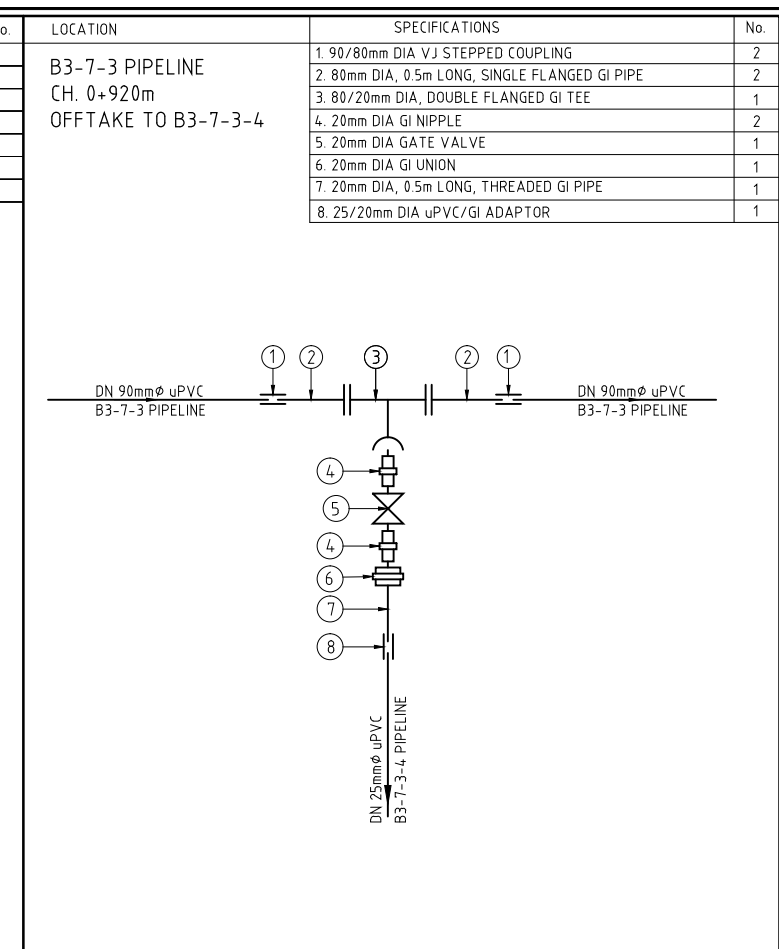 o.
LOCATION
SPECIFICATIONS
No.
B3-7-3 PIPELINE
CH. 0+920m
OFFTAKE TO B3-7-3-4
1. 90/80mm DIA VJ STEPPED COUPLING 2
2. 80mm DIA, 0.5m LONG, SINGLE FLANGED GI PIPE 2
3. 80/20mm DIA, DOUBLE FLANGED GI TEE 1
4. 20mm DIA GI NIPPLE 2
5. 20mm DIA GATE VALVE 1
6. 20mm DIA GI UNION 1
7. 20mm DIA, 0.5m LONG, THREADED GI PIPE 1
8. 25/20mm DIA uPVC/GI ADAPTOR 1
1 2 3 2 1
DN 90mmø uPVC
B3-7-3 PIPELINE
DN 90mmø uPVC
B3-7-3 PIPELINE
4
5
4
6
7
8
DN 25mmø uPVC
B3-7-3-4 PIPELINE